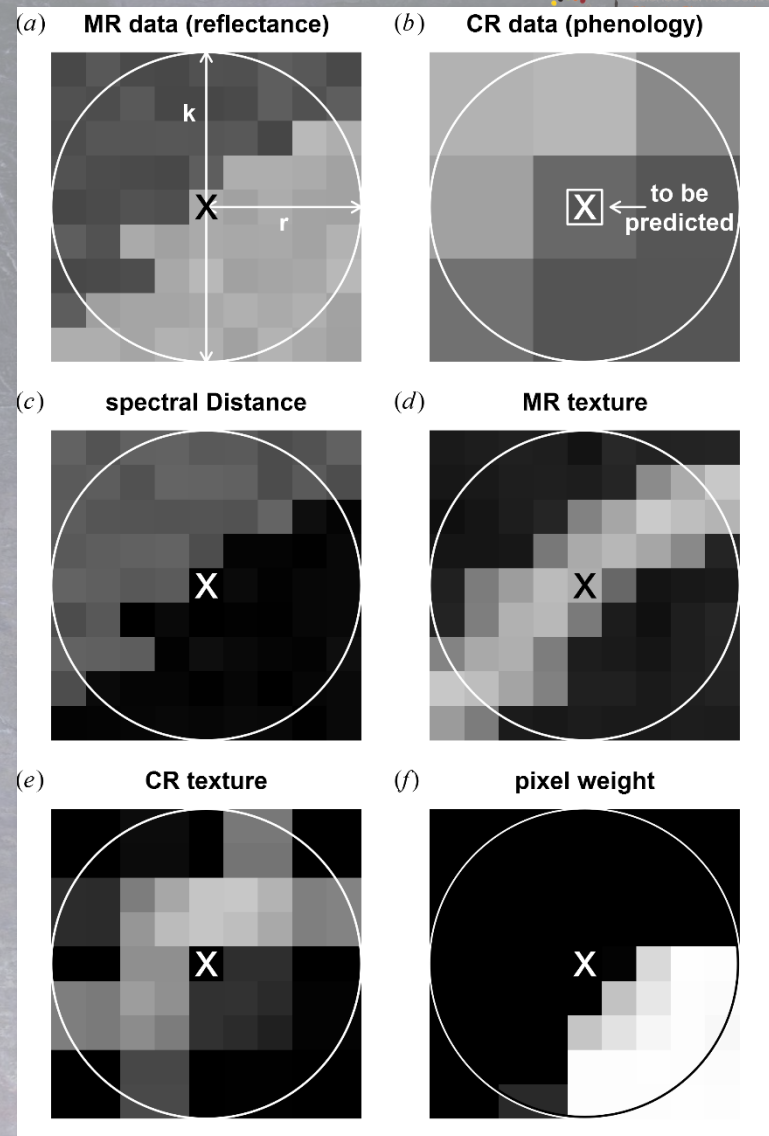 (a) MR data (reflectance)
(b) CR data (phenology)
k
X
r
X
to be
predicted
(c) spectral Distance
(d) MR texture
X
X
(e) CR texture
(f) pixel weight
X
X